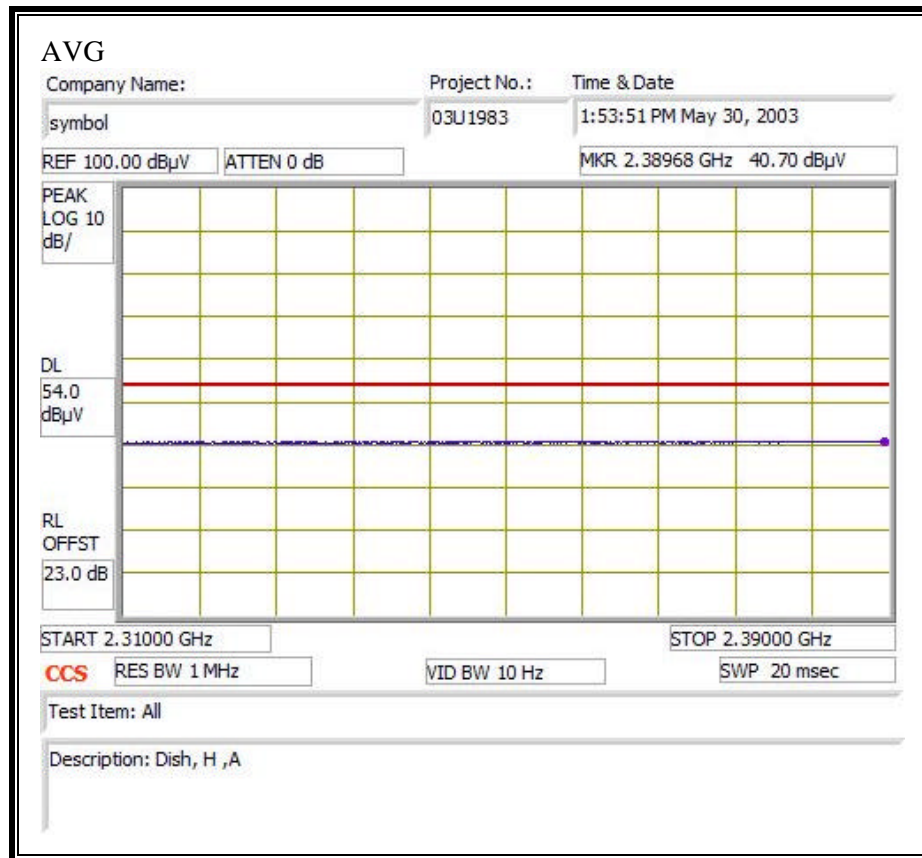 AVG
Company Name: Project No.: Time & Date
symbol 03U1983 1:53:51 PM May 30, 2003
REF 100.00 dBµV ATTEN 0 dB MKR 2.38968 GHz 40.70 dBµV
PEAK
LOG 10
dB/
DL
54.0
dBµV
RL
OFFST
23.0 dB
START 2.31000 GHz STOP 2.39000 GHz
CCS RES BW 1 MHz VID BW 10 Hz SWP 20 msec
Test Item: All
Description: Dish, H ,A